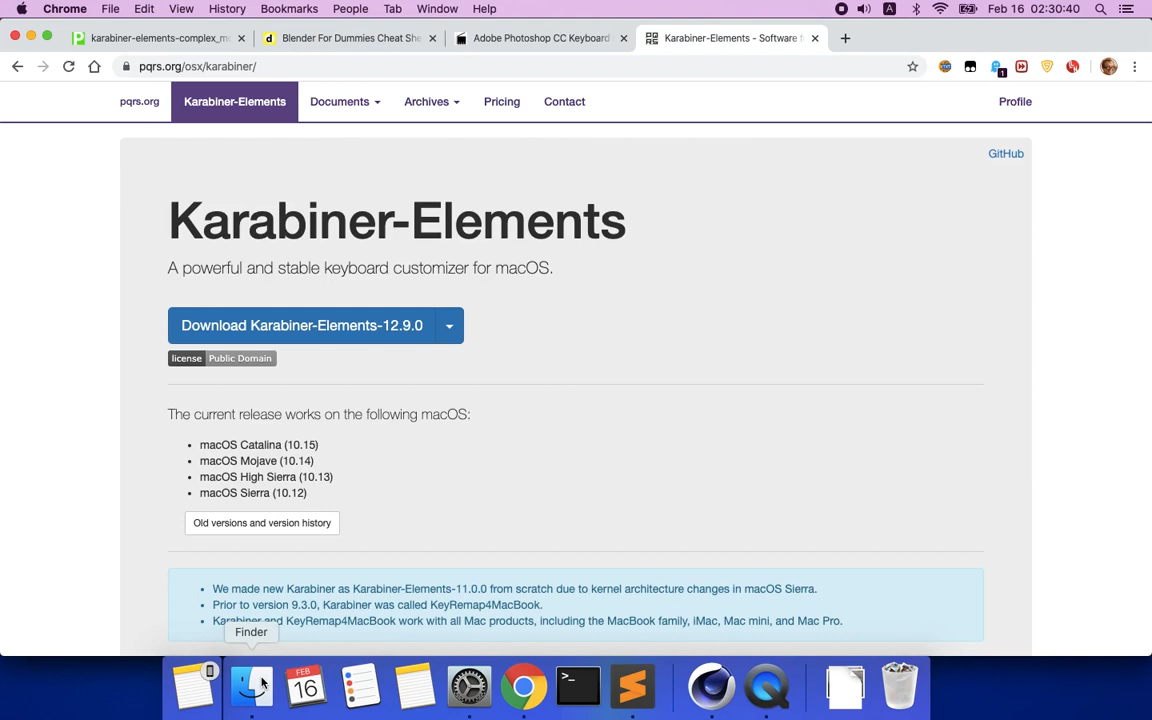 Chrome File Edit View History Bookmarks People Tab Window Help A Feb 16 02:30:40
karabiner-elements-complex_m Blender For Dummies Cheat She Adobe Photoshop CC Keyboard Karabiner-Elements - Software f
pqrs.org/osx/karabiner/ 1
pqrs.org Karabiner-Elements Documents Archives Pricing Contact Profile
GitHub
Karabiner-Elements
A powerful and stable keyboard customizer for macOS.
Download Karabiner-Elements-12.9.0
license Public Domain
The current release works on the following macOS:
• macOS Catalina (10.15)
• macOS Mojave (10.14)
• macOS High Sierra (10.13)
• macOS Sierra (10.12)
Old versions and version history
• We made new Karabiner as Karabiner-Elements-11.0.0 from scratch due to kernel architecture changes in macOS Sierra.
• Prior to version 9.3.0, Karabiner was called KeyRemap4MacBook.
• Karabiner and KeyRemap4MacBook work with all Mac products, including the MacBook family, iMac, Mac mini, and Mac Pro.
Finder
FEB
16